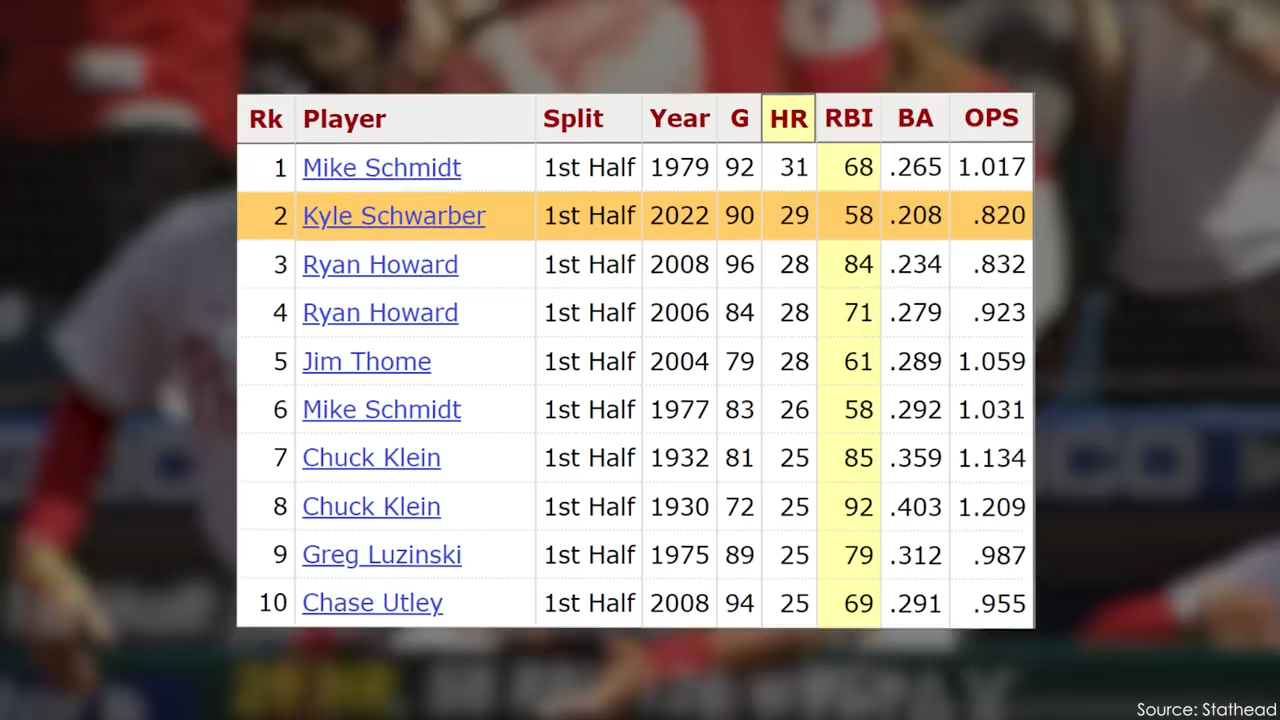 Rk Player Split Year G HR RBI BA OPS
1 Mike Schmidt 1st Half 1979 92 31 68 .265 1.017
2 Kyle Schwarber 1st Half 2022 90 29 58 .208 .820
3 Ryan Howard 1st Half 2008 96 28 84 .234 .832
4 Ryan Howard 1st Half 2006 84 28 71 .279 .923
5 Jim Thome 1st Half 2004 79 28 61 .289 1.059
6 Mike Schmidt 1st Half 1977 83 26 58 .292 1.031
7 Chuck Klein 1st Half 1932 81 25 85 .359 1.134
8 Chuck Klein 1st Half 1930 72 25 92 .403 1.209
9 Greg Luzinski 1st Half 1975 89 25 79 .312 .987
10 Chase Utley 1st Half 2008 94 25 69 .291 .955
Source: Stathead